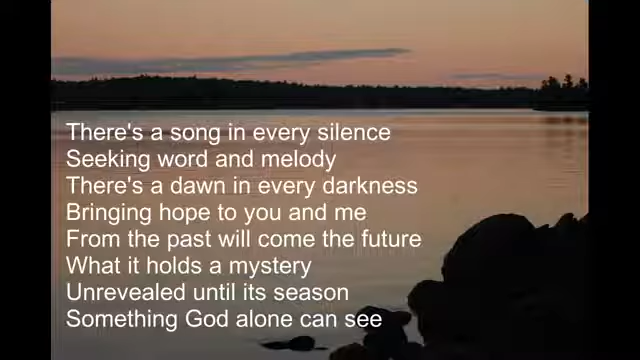 There's a song in every silence
Seeking word and melody
There's a dawn in every darkness
Bringing hope to you and me
From the past will come the future
What it holds a mystery
Unrevealed until its season
Something God alone can see